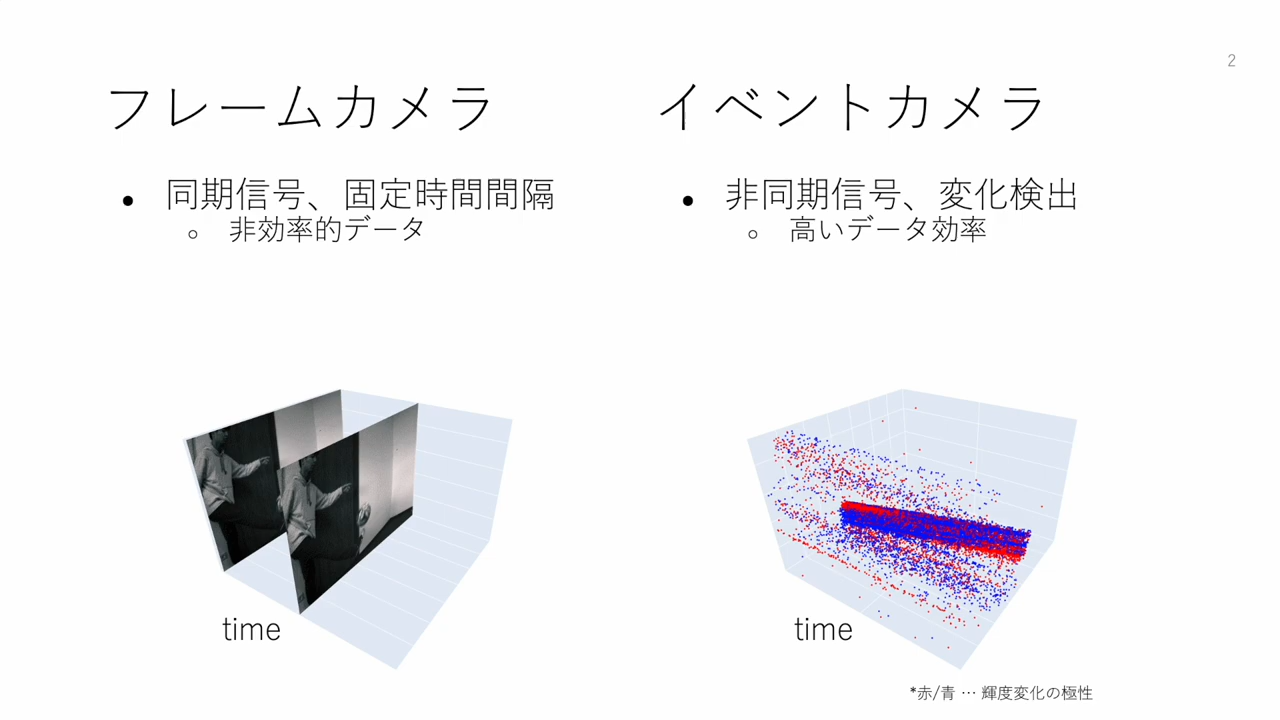 2
フレームカメラ
• 同期信号、固定時間間隔
○ 非効率的データ
イベントカメラ
• 非同期信号、変化検出
○ 高いデータ効率
time
time
*赤/青 … 輝度変化の極性